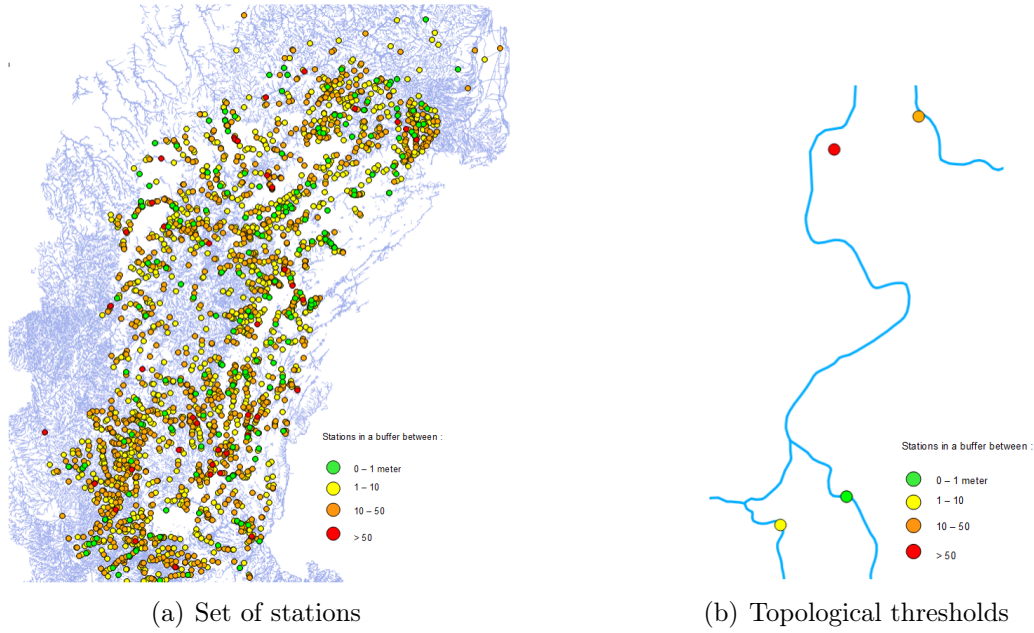 Stations in a buffer between :
0 – 1 meter
1 – 10
10 – 50
> 50
(a) Set of stations
Stations in a buffer between :
0 – 1 meter
1 – 10
10 – 50
> 50
(b) Topological thresholds